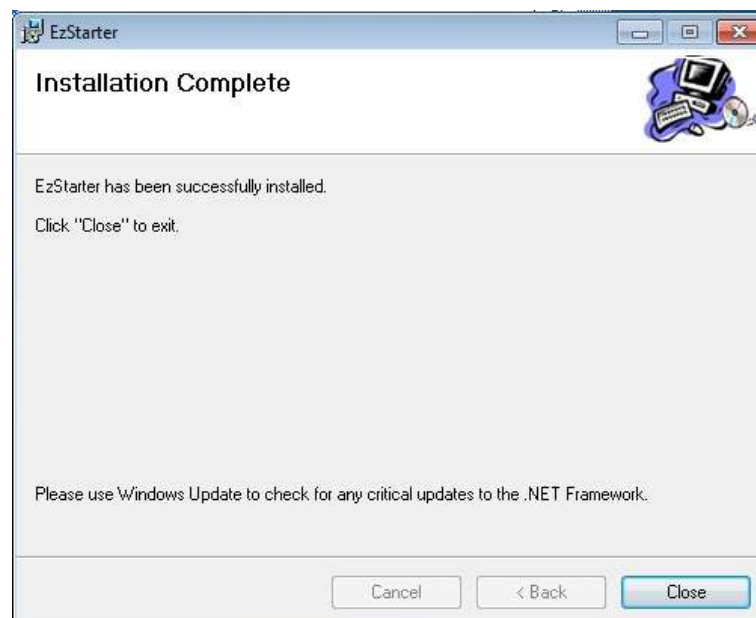 EzStarter
Installation Complete
EzStarter has been successfully installed.
Click "Close" to exit.
Please use Windows Update to check for any critical updates to the .NET Framework.
Cancel
< Back
Close